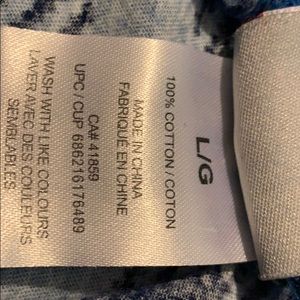 L/G
100% COTTON / COTON
MADE IN CHINA
FABRIQUÉ EN CHINE
CA# 41859
UPC / CUP 686216176489
WASH WITH LIKE COLOURS
LAVER AVEC DES COULEURS
SEMBLABLES.